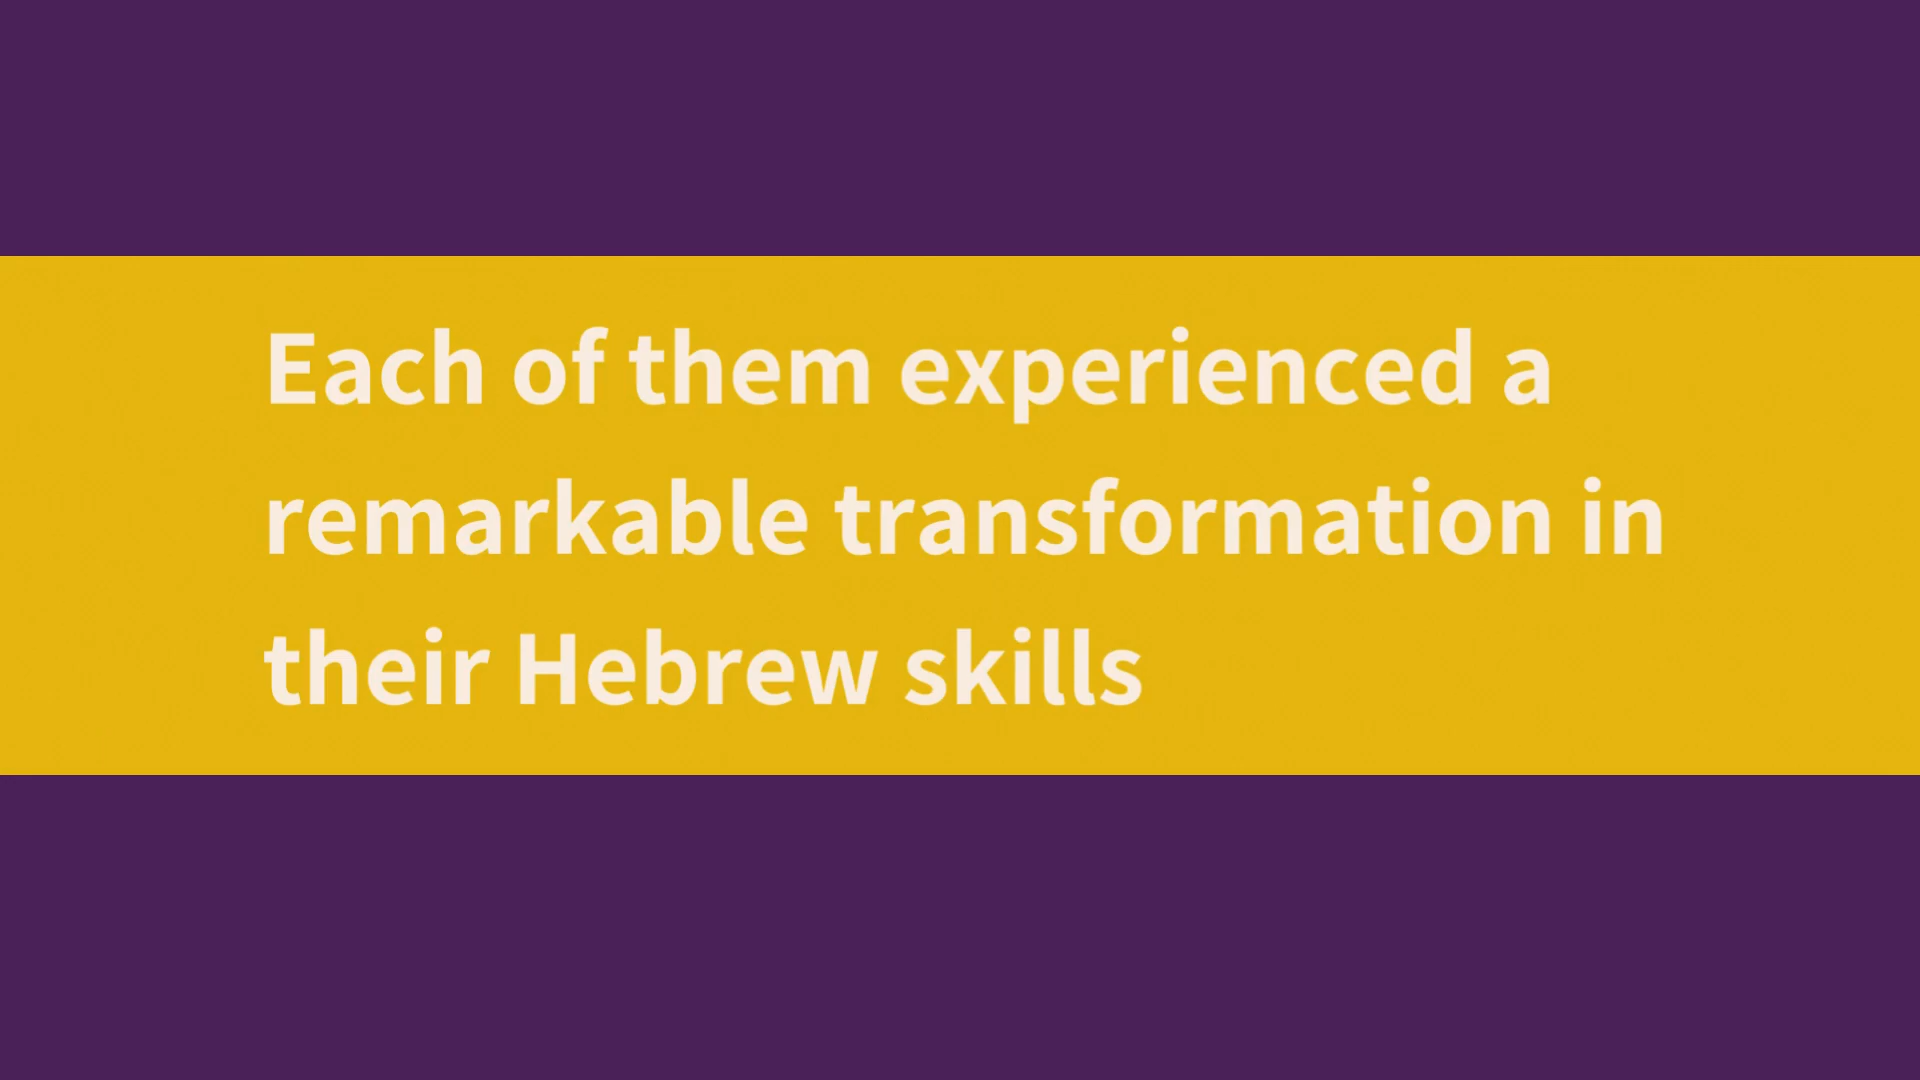 Each of them experienced a
remarkable transformation in
their Hebrew skills